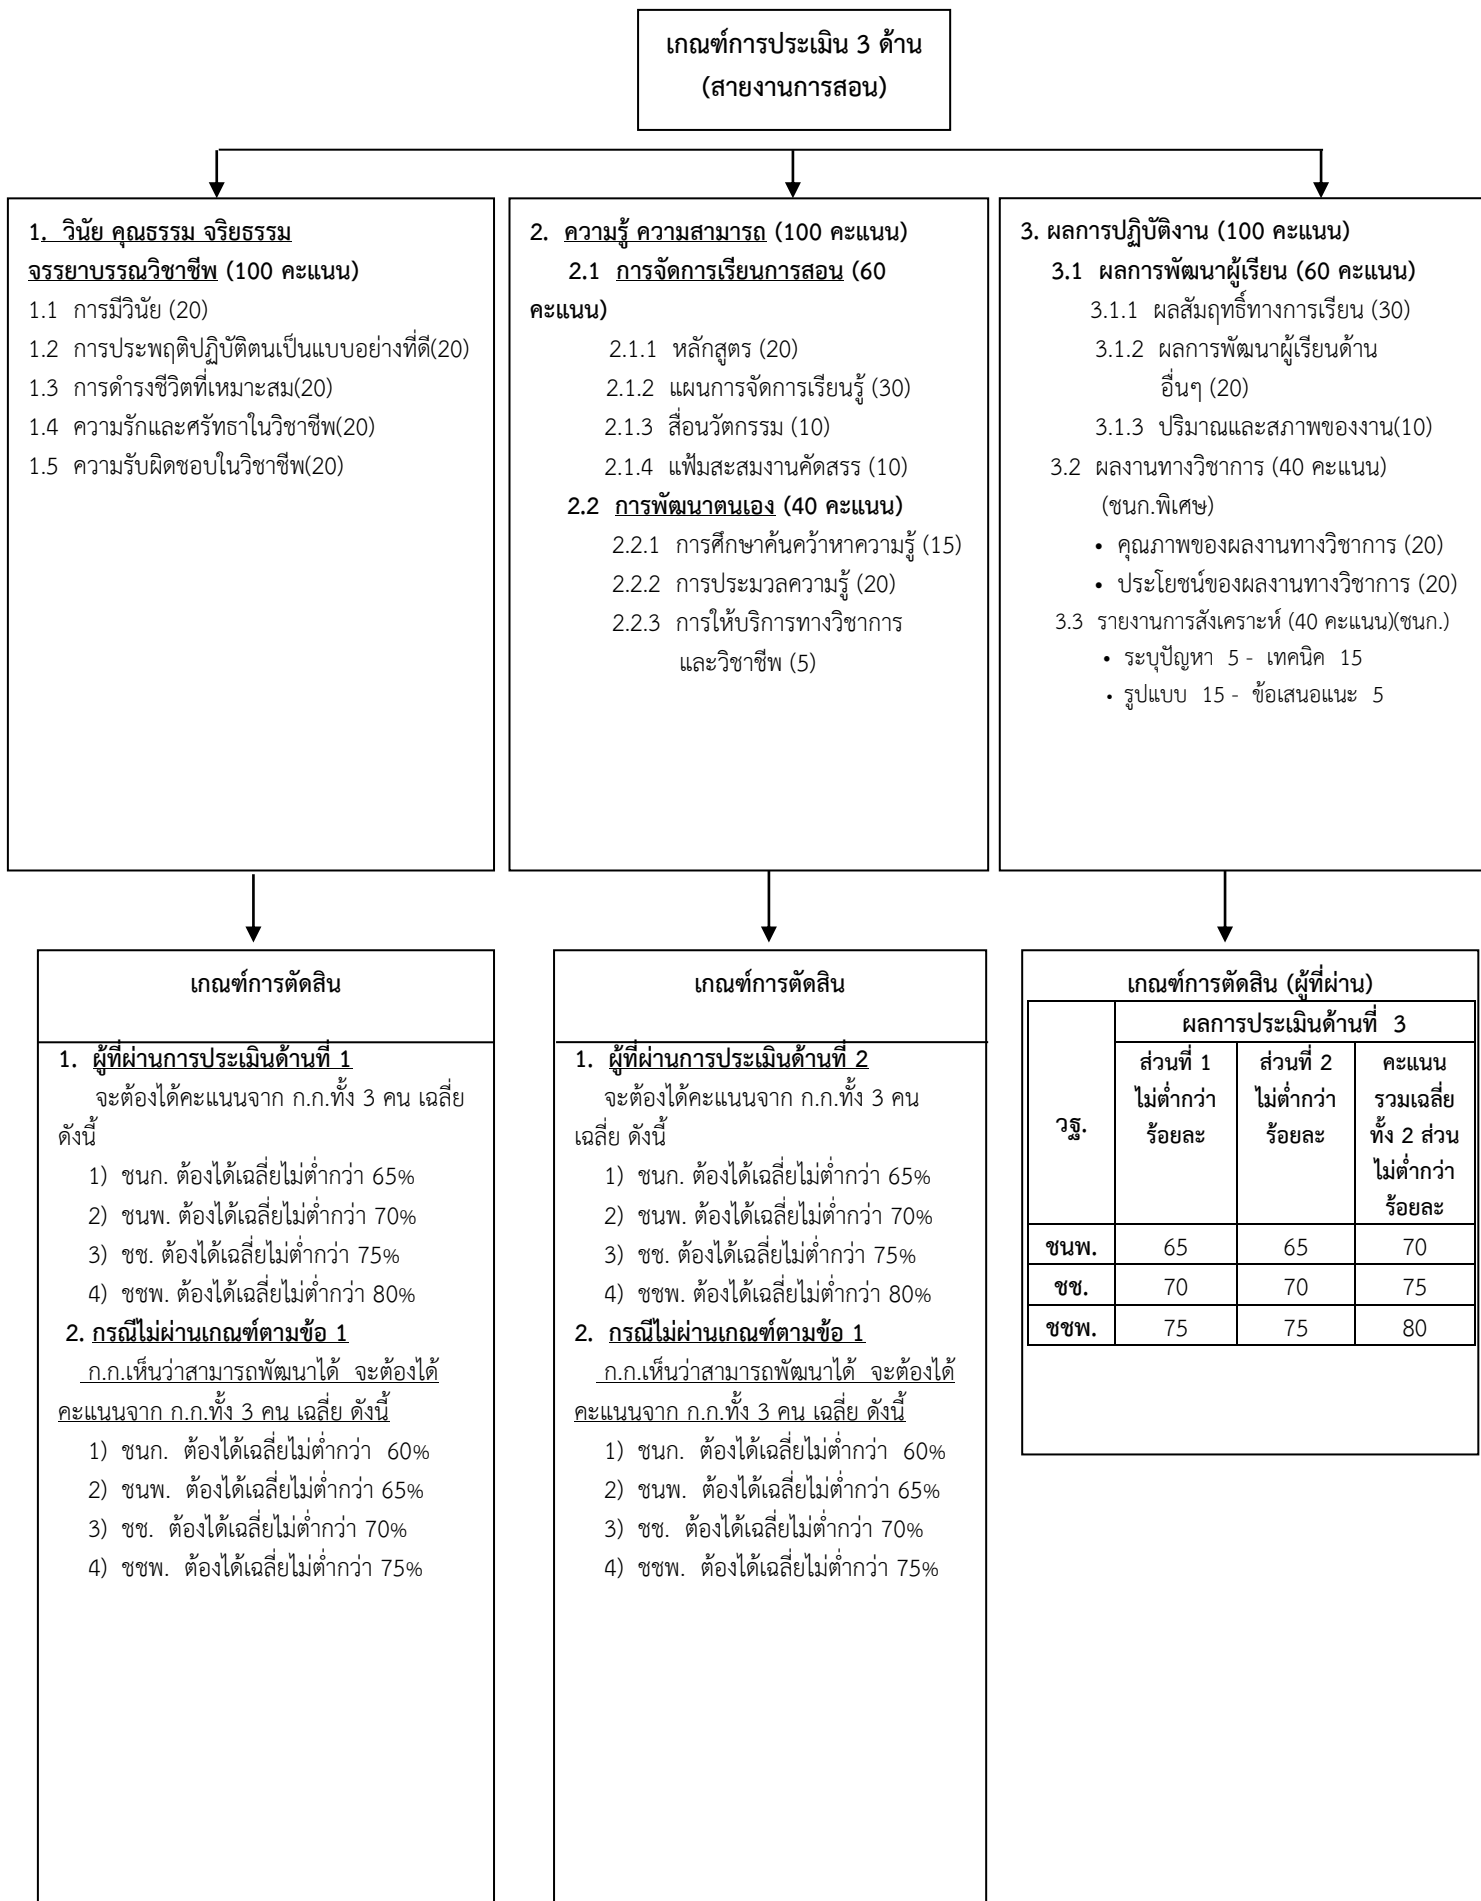 เกณฑ์การประเมิน 3 ด้าน
(สายงานการสอน)
1. วินัย คุณธรรม จริยธรรม
จรรยาบรรณวิชาชีพ (100 คะแนน)
1.1 การมีวินัย (20)
1.2 การประพฤติปฏิบัติตนเป็นแบบอย่างที่ดี(20)
1.3 การดำรงชีวิตที่เหมาะสม(20)
1.4 ความรักและศรัทธาในวิชาชีพ(20)
1.5 ความรับผิดชอบในวิชาชีพ(20)
2. ความรู้ ความสามารถ (100 คะแนน)
2.1 การจัดการเรียนการสอน (60
คะแนน)
2.1.1 หลักสูตร (20)
2.1.2 แผนการจัดการเรียนรู้ (30)
2.1.3 สื่อนวัตกรรม (10)
2.1.4 แฟ้มสะสมงานคัดสรร (10)
2.2 การพัฒนาตนเอง (40 คะแนน)
2.2.1 การศึกษาค้นคว้าหาความรู้ (15)
2.2.2 การประมวลความรู้ (20)
2.2.3 การให้บริการทางวิชาการ
และวิชาชีพ (5)
3. ผลการปฏิบัติงาน (100 คะแนน)
3.1 ผลการพัฒนาผู้เรียน (60 คะแนน)
3.1.1 ผลสัมฤทธิ์ทางการเรียน (30)
3.1.2 ผลการพัฒนาผู้เรียนด้าน
อื่นๆ (20)
3.1.3 ปริมาณและสภาพของงาน(10)
3.2 ผลงานทางวิชาการ (40 คะแนน)
(ชนก.พิเศษ)
• คุณภาพของผลงานทางวิชาการ (20)
• ประโยชน์ของผลงานทางวิชาการ (20)
3.3 รายงานการสังเคราะห์ (40 คะแนน)(ชนก.)
• ระบุปัญหา 5 - เทคนิค 15
• รูปแบบ 15 - ข้อเสนอแนะ 5
เกณฑ์การตัดสิน
1. ผู้ที่ผ่านการประเมินด้านที่ 1
จะต้องได้คะแนนจาก ก.ก.ทั้ง 3 คน เฉลี่ย
ดังนี้
1) ชนก. ต้องได้เฉลี่ยไม่ต่ำกว่า 65%
2) ชนพ. ต้องได้เฉลี่ยไม่ต่ำกว่า 70%
3) ชช. ต้องได้เฉลี่ยไม่ต่ำกว่า 75%
4) ชชพ. ต้องได้เฉลี่ยไม่ต่ำกว่า 80%
2. กรณีไม่ผ่านเกณฑ์ตามข้อ 1
ก.ก.เห็นว่าสามารถพัฒนาได้ จะต้องได้
คะแนนจาก ก.ก.ทั้ง 3 คน เฉลี่ย ดังนี้
1) ชนก. ต้องได้เฉลี่ยไม่ต่ำกว่า 60%
2) ชนพ. ต้องได้เฉลี่ยไม่ต่ำกว่า 65%
3) ชช. ต้องได้เฉลี่ยไม่ต่ำกว่า 70%
4) ชชพ. ต้องได้เฉลี่ยไม่ต่ำกว่า 75%
เกณฑ์การตัดสิน
1. ผู้ที่ผ่านการประเมินด้านที่ 2
จะต้องได้คะแนนจาก ก.ก.ทั้ง 3 คน
เฉลี่ย ดังนี้
1) ชนก. ต้องได้เฉลี่ยไม่ต่ำกว่า 65%
2) ชนพ. ต้องได้เฉลี่ยไม่ต่ำกว่า 70%
3) ชช. ต้องได้เฉลี่ยไม่ต่ำกว่า 75%
4) ชชพ. ต้องได้เฉลี่ยไม่ต่ำกว่า 80%
2. กรณีไม่ผ่านเกณฑ์ตามข้อ 1
ก.ก.เห็นว่าสามารถพัฒนาได้ จะต้องได้
คะแนนจาก ก.ก.ทั้ง 3 คน เฉลี่ย ดังนี้
1) ชนก. ต้องได้เฉลี่ยไม่ต่ำกว่า 60%
2) ชนพ. ต้องได้เฉลี่ยไม่ต่ำกว่า 65%
3) ชช. ต้องได้เฉลี่ยไม่ต่ำกว่า 70%
4) ชชพ. ต้องได้เฉลี่ยไม่ต่ำกว่า 75%
เกณฑ์การตัดสิน (ผู้ที่ผ่าน)
วฐ.
ผลการประเมินด้านที่ 3
ส่วนที่ 1
ไม่ต่ำกว่า
ร้อยละ
ส่วนที่ 2
ไม่ต่ำกว่า
ร้อยละ
คะแนน
รวมเฉลี่ย
ทั้ง 2 ส่วน
ไม่ต่ำกว่า
ร้อยละ
ชนพ. 65 65 70
ชช. 70 70 75
ชชพ. 75 75 80